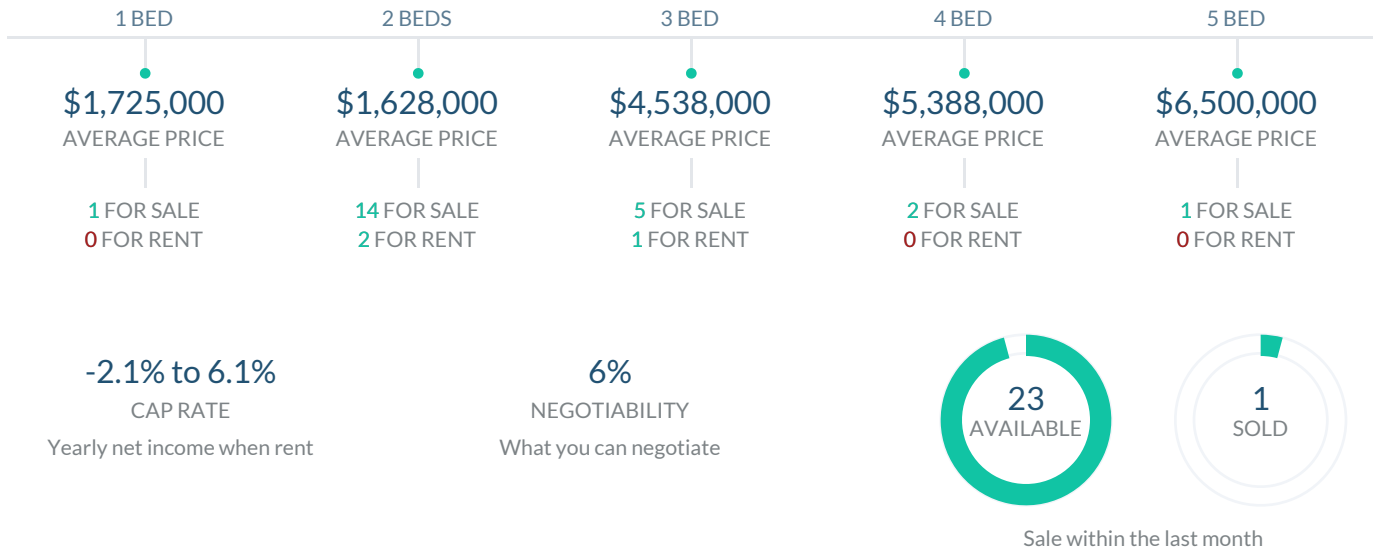 1 BED
2 BEDS
3 BED
4 BED
5 BED
$1,725,000
$1,628,000
$4,538,000
$5,388,000
$6,500,000
AVERAGE PRICE
AVERAGE PRICE
AVERAGE PRICE
AVERAGE PRICE
AVERAGE PRICE
1 FOR SALE
14 FOR SALE
5 FOR SALE
2 FOR SALE
1 FOR SALE
0 FOR RENT
2 FOR RENT
1 FOR RENT
0 FOR RENT
0 FOR RENT
-2.1% to 6.1%
CAP RATE
Yearly net income when rent
6%
NEGOTIABILITY
What you can negotiate
23
AVAILABLE
1
SOLD
Sale within the last month